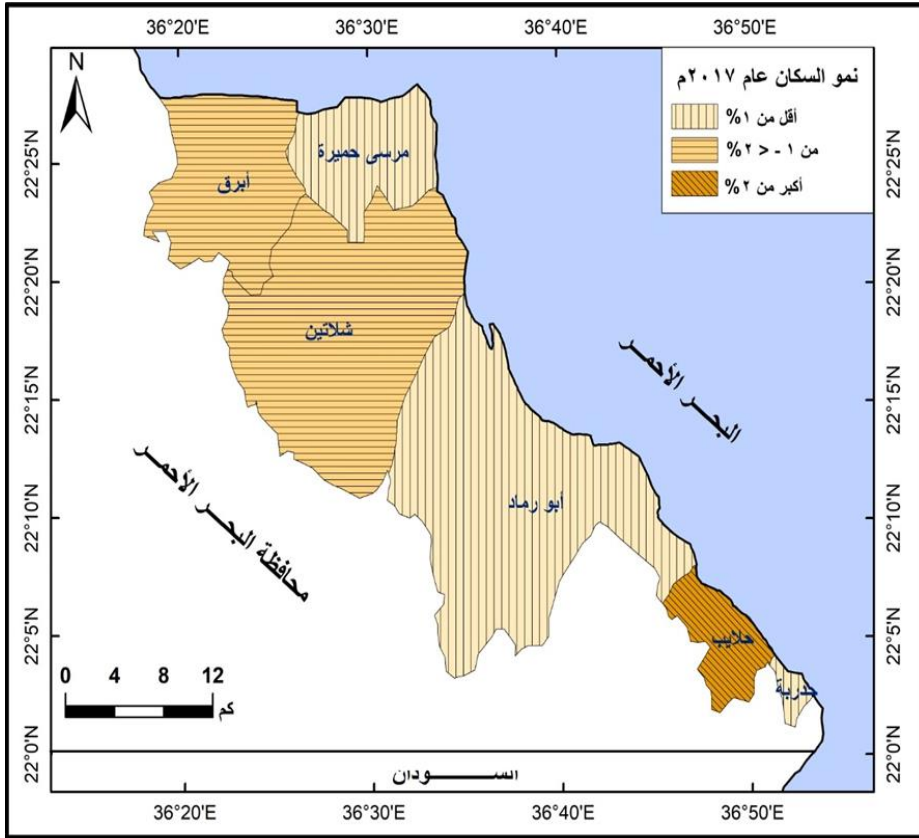 36°20'E 36°30'E 36°40'E 36°50'E
نمو السكان عام ٢٠١٧م
أقل من ١%
من ١ - < ٢%
أكبر من ٢%
N
22°25'N
22°20'N
22°15'N
22°10'N
22°5'N
22°0'N
22°25'N
22°20'N
22°15'N
22°10'N
22°5'N
22°0'N
مرسى حميرة
أبرق
شلاتين
البحر الأحمر
أبو رماد
محافظة البحر الأحمر
حلايب
حدربة
0 4 8 12
كم
الســـودان
36°20'E 36°30'E 36°40'E 36°50'E